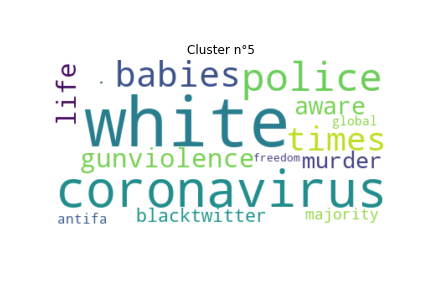 Cluster n°5
life
babies
police
white
aware
global
times
gunviolence
freedom
murder
coronavirus
antifa
blacktwitter
majority